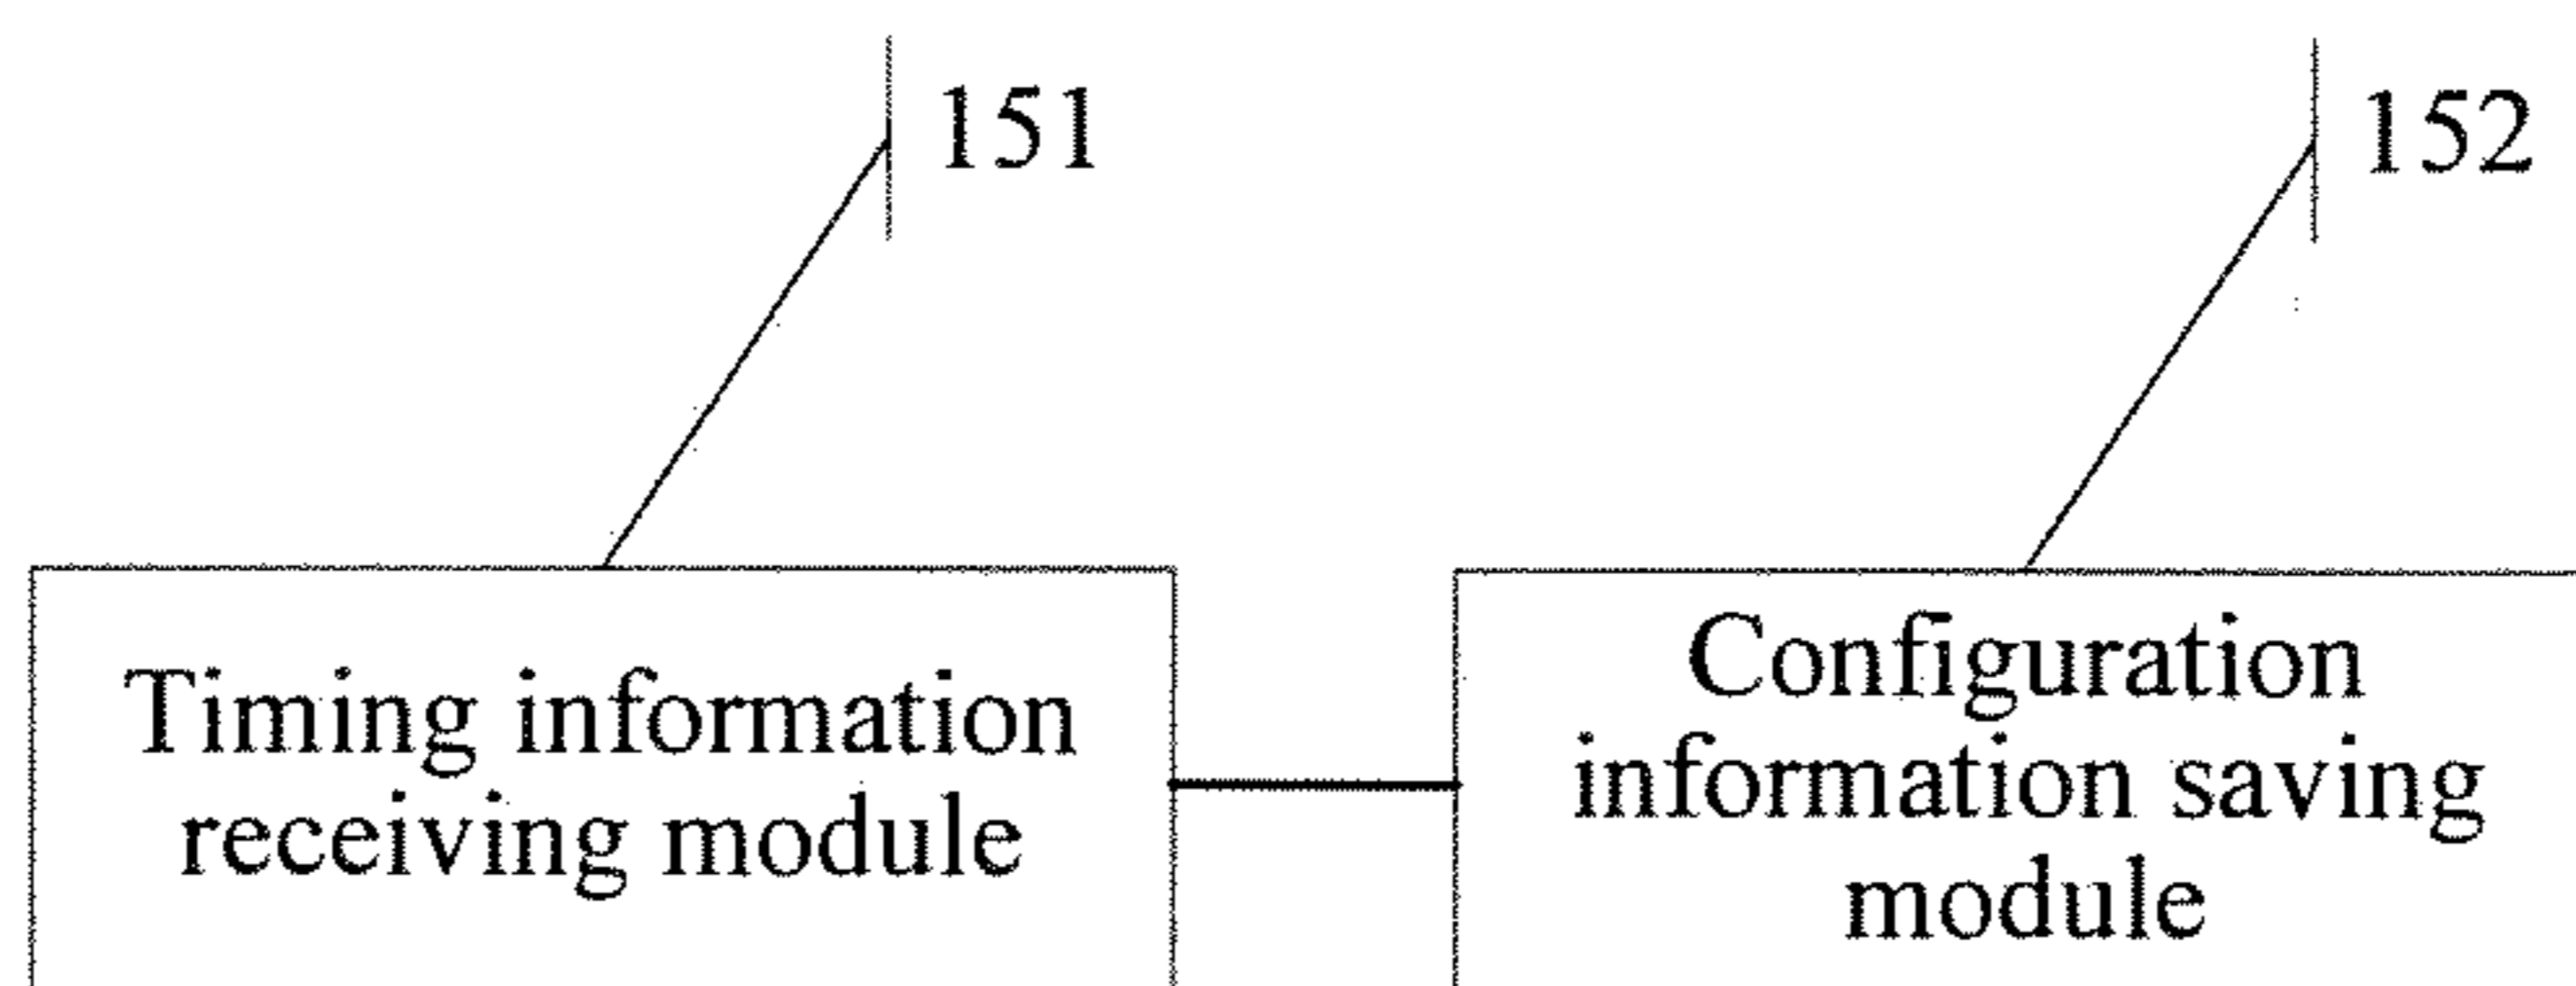 151
152
Timing information
receiving module
Configuration
information saving
module